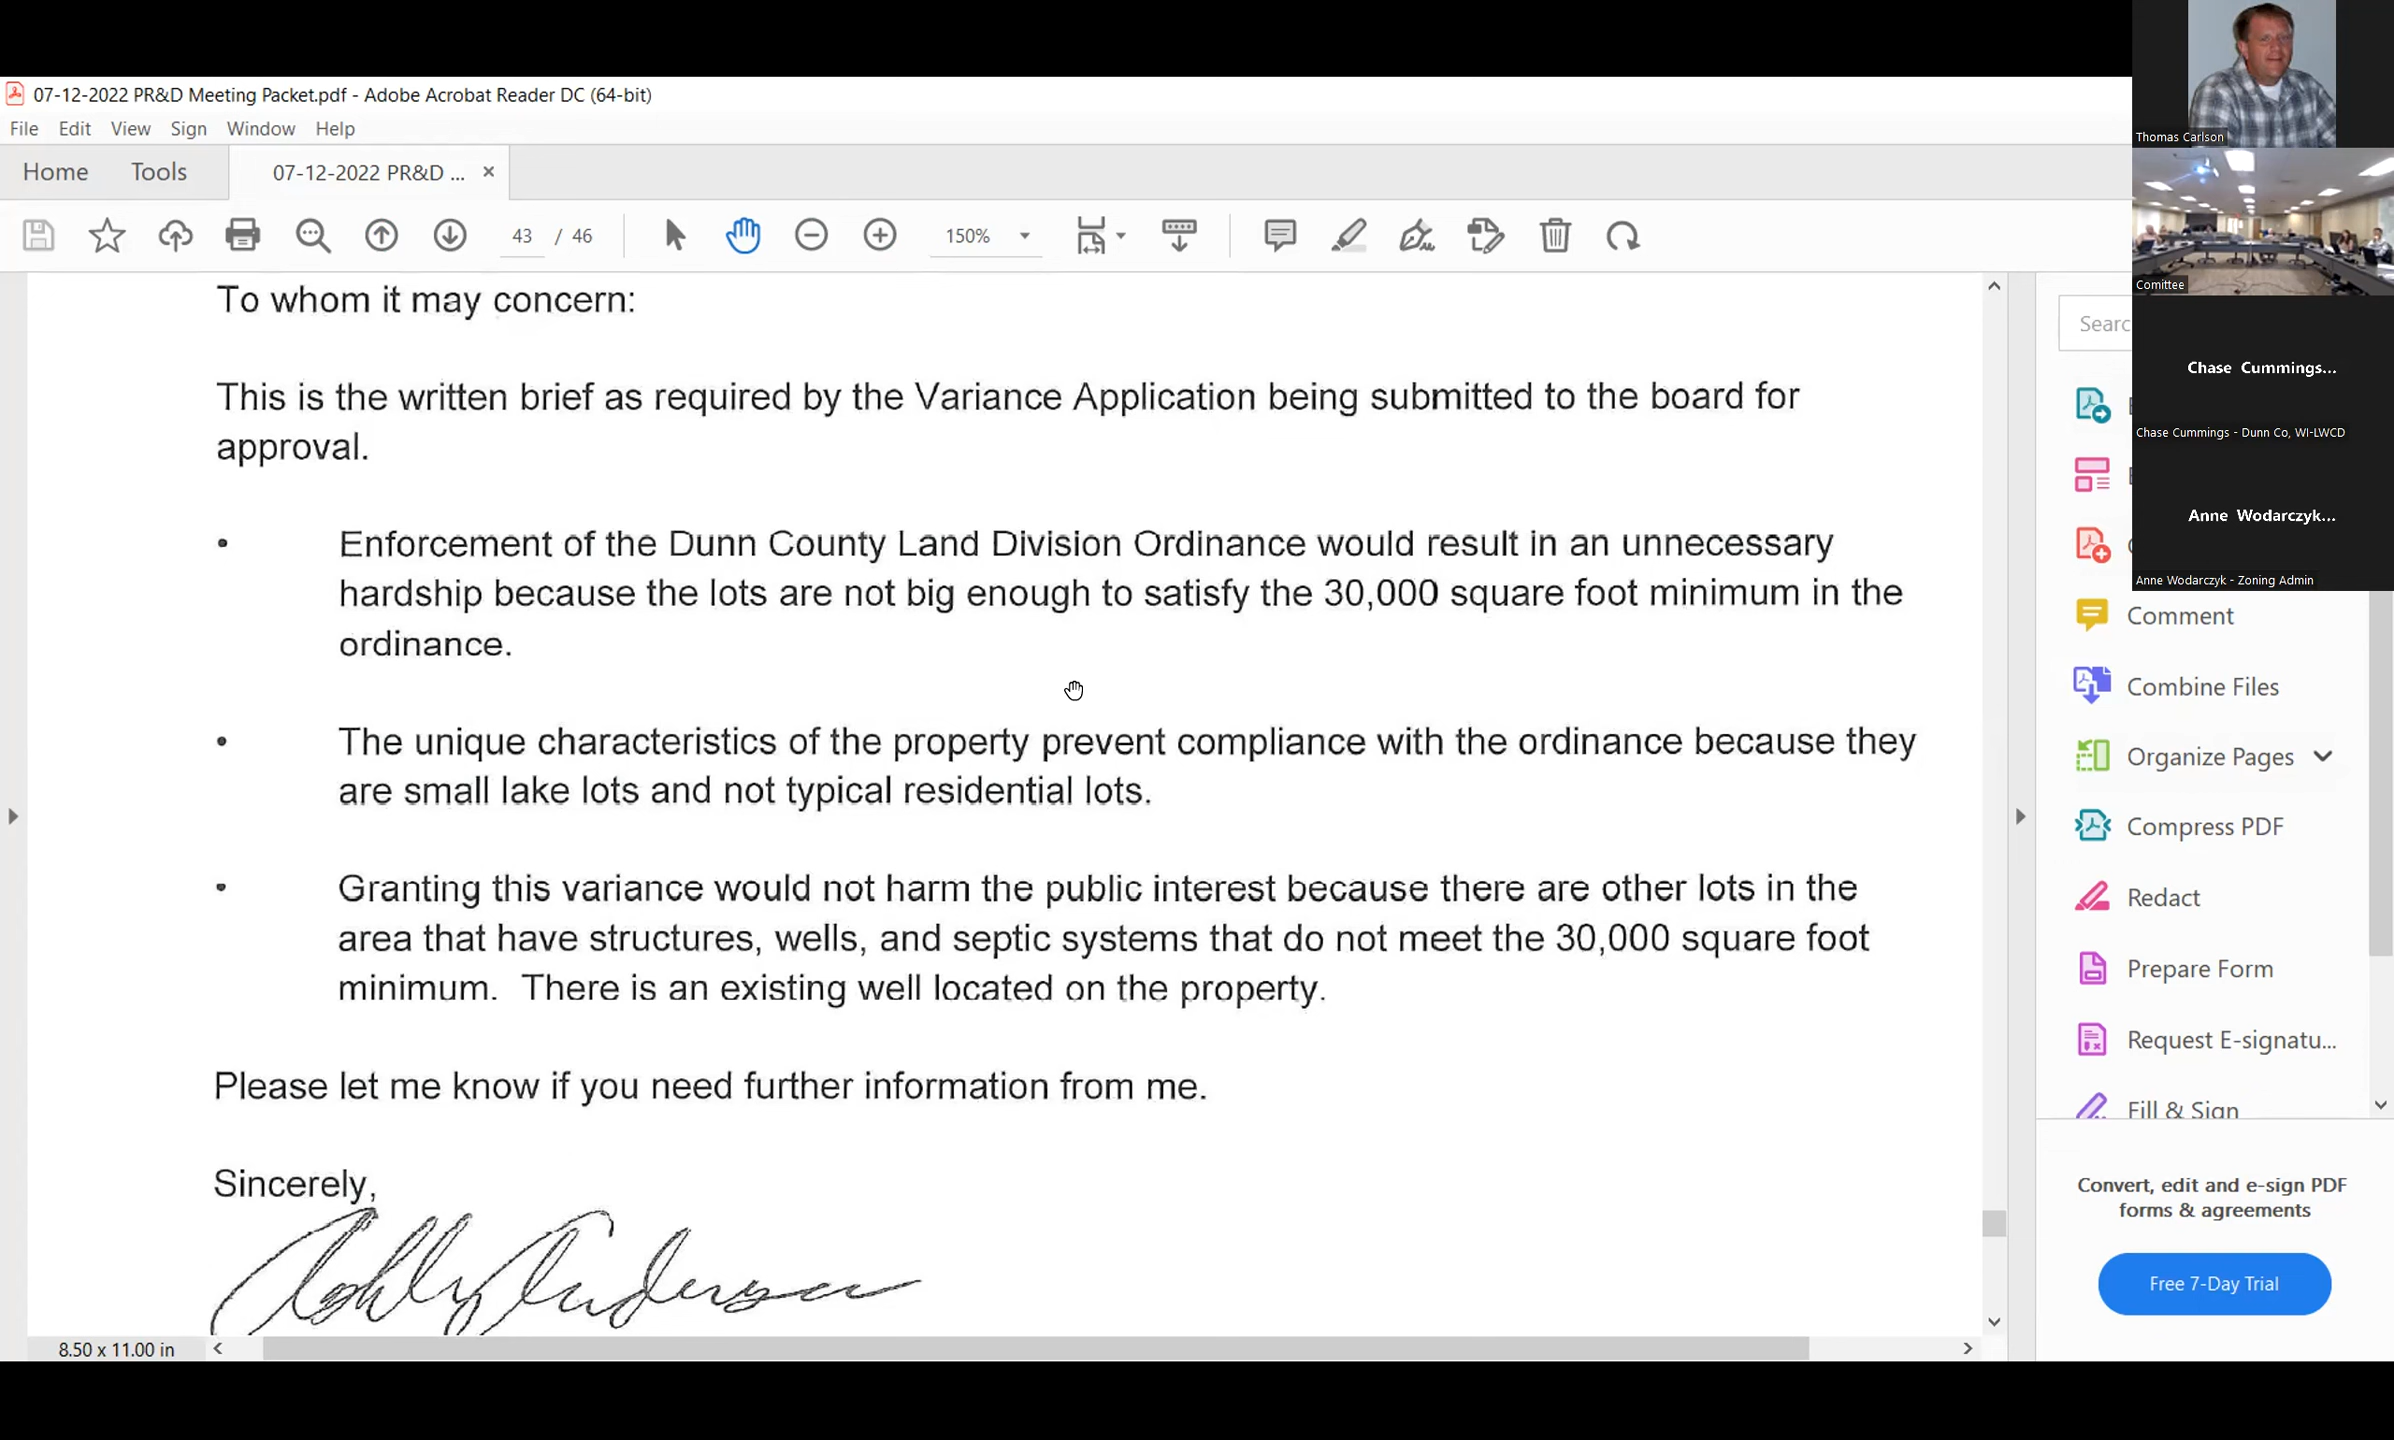 07-12-2022 PR&D Meeting Packet.pdf - Adobe Acrobat Reader DC (64-bit)
File Edit View Sign Window Help
Home Tools 07-12-2022 PR&D ... ×
43 / 46 150%
To whom it may concern:
This is the written brief as required by the Variance Application being submitted to the board for
approval.
• Enforcement of the Dunn County Land Division Ordinance would result in an unnecessary
hardship because the lots are not big enough to satisfy the 30,000 square foot minimum in the
ordinance.
• The unique characteristics of the property prevent compliance with the ordinance because they
are small lake lots and not typical residential lots.
• Granting this variance would not harm the public interest because there are other lots in the
area that have structures, wells, and septic systems that do not meet the 30,000 square foot
minimum. There is an existing well located on the property.
Please let me know if you need further information from me.
Sincerely,
8.50 x 11.00 in
Thomas Carlson
Comittee
Chase Cummings...
Chase Cummings - Dunn Co, WI-LWCD
Anne Wodarczyk...
Anne Wodarczyk - Zoning Admin
Searc
Comment
Combine Files
Organize Pages
Compress PDF
Redact
Prepare Form
Request E-signatu...
Fill & Sign
Convert, edit and e-sign PDF
forms & agreements
Free 7-Day Trial